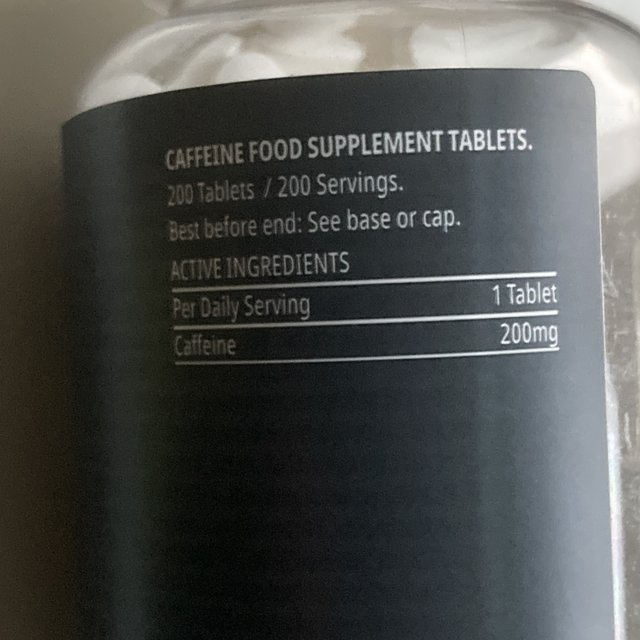 CAFFEINE FOOD SUPPLEMENT TABLETS.
200 Tablets / 200 Servings.
Best before end: See base or cap.
ACTIVE INGREDIENTS
Per Daily Serving 1 Tablet
Caffeine 200mg